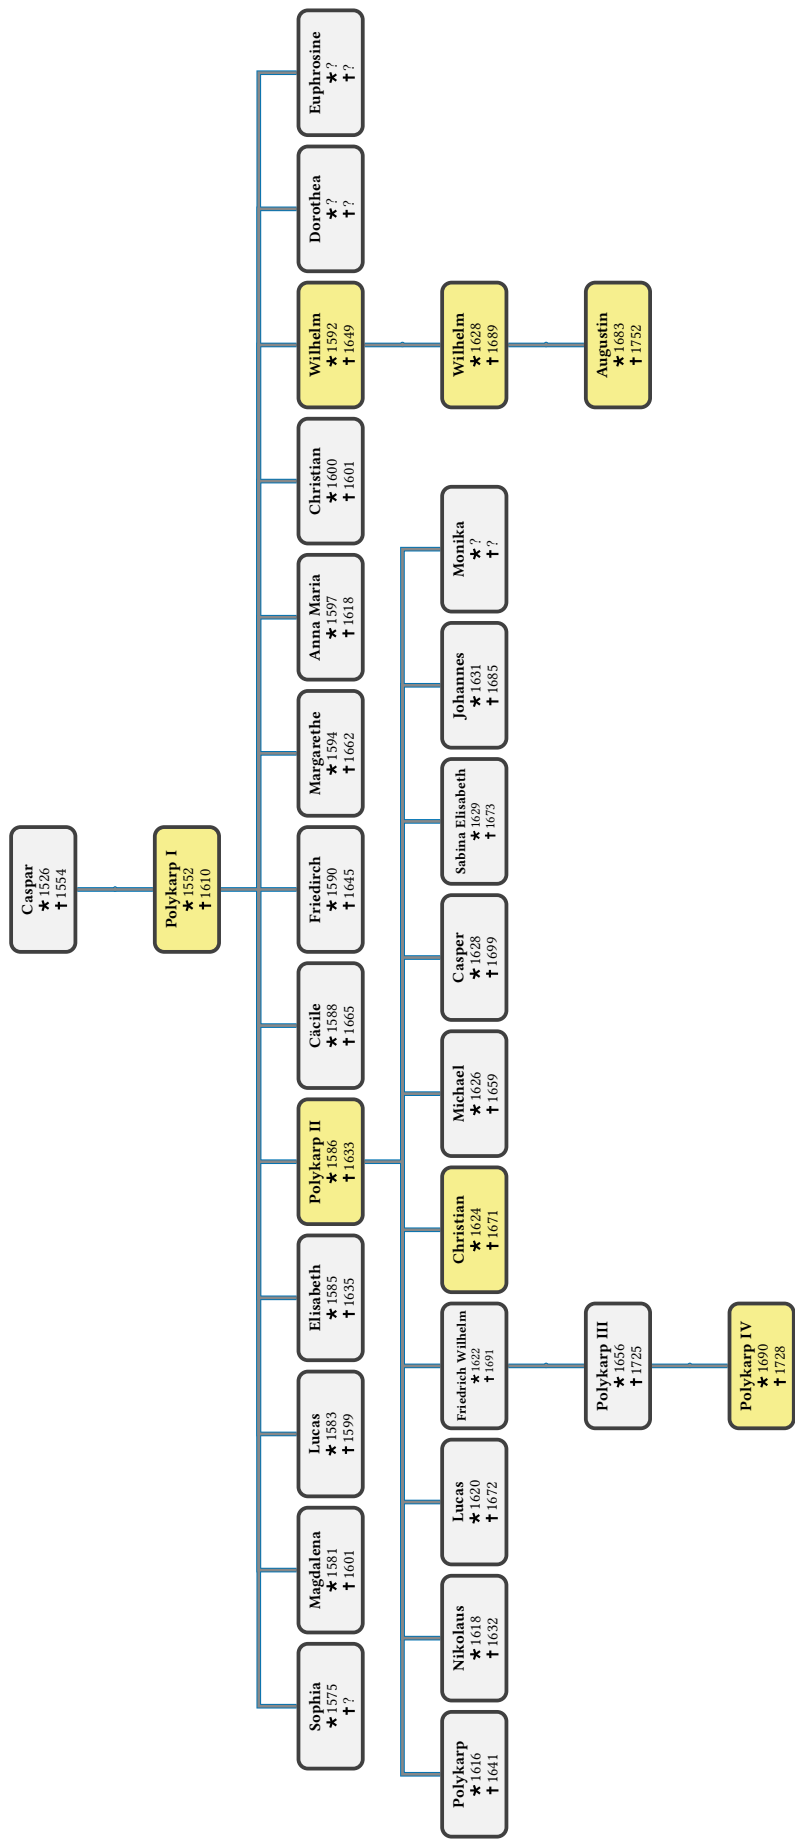 Caspar
★1526
†1554
Polykarp I
★1552
†1610
Sophia
★1575
†?
Magdalena
★1581
†1601
Lucas
★1583
†1599
Elisabeth
★1585
†1635
Polykarp II
★1586
†1633
Cäcile
★1588
†1665
Friedirch
★1590
†1645
Margarethe
★1594
†1662
Anna Maria
★1597
†1618
Christian
★1600
†1601
Wilhelm
★1592
†1649
Dorothea
★?
†?
Euphrosine
★?
†?
Polykarp
★1616
†1641
Nikolaus
★1618
†1632
Lucas
★1620
†1672
Friedrich Wilhelm
★1622
†1691
Christian
★1624
†1671
Michael
★1626
†1659
Casper
★1628
†1699
Sabina Elisabeth
★1629
†1673
Johannes
★1631
†1685
Monika
★?
†?
Wilhelm
★1628
†1689
Polykarp III
★1656
†1725
Augustin
★1683
†1752
Polykarp IV
★1690
†1728